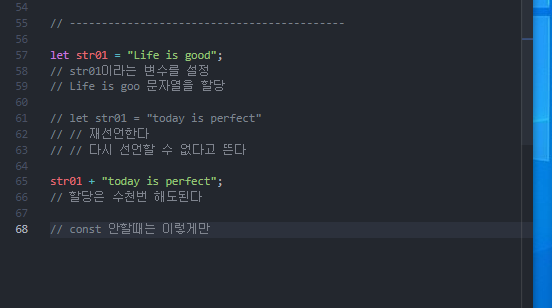 54
55 // -------------------------------------------
56
57 let str01 = "Life is good";
58 // str01이라는 변수를 설정
59 // Life is goo 문자열을 할당
60
61 // let str01 = "today is perfect"
62 // // 재선언한다
63 // // 다시 선언할 수 없다고 뜬다
64
65 str01 + "today is perfect";
66 // 할당은 수천번 해도된다
67
68 // const 안할때는 이렇게만